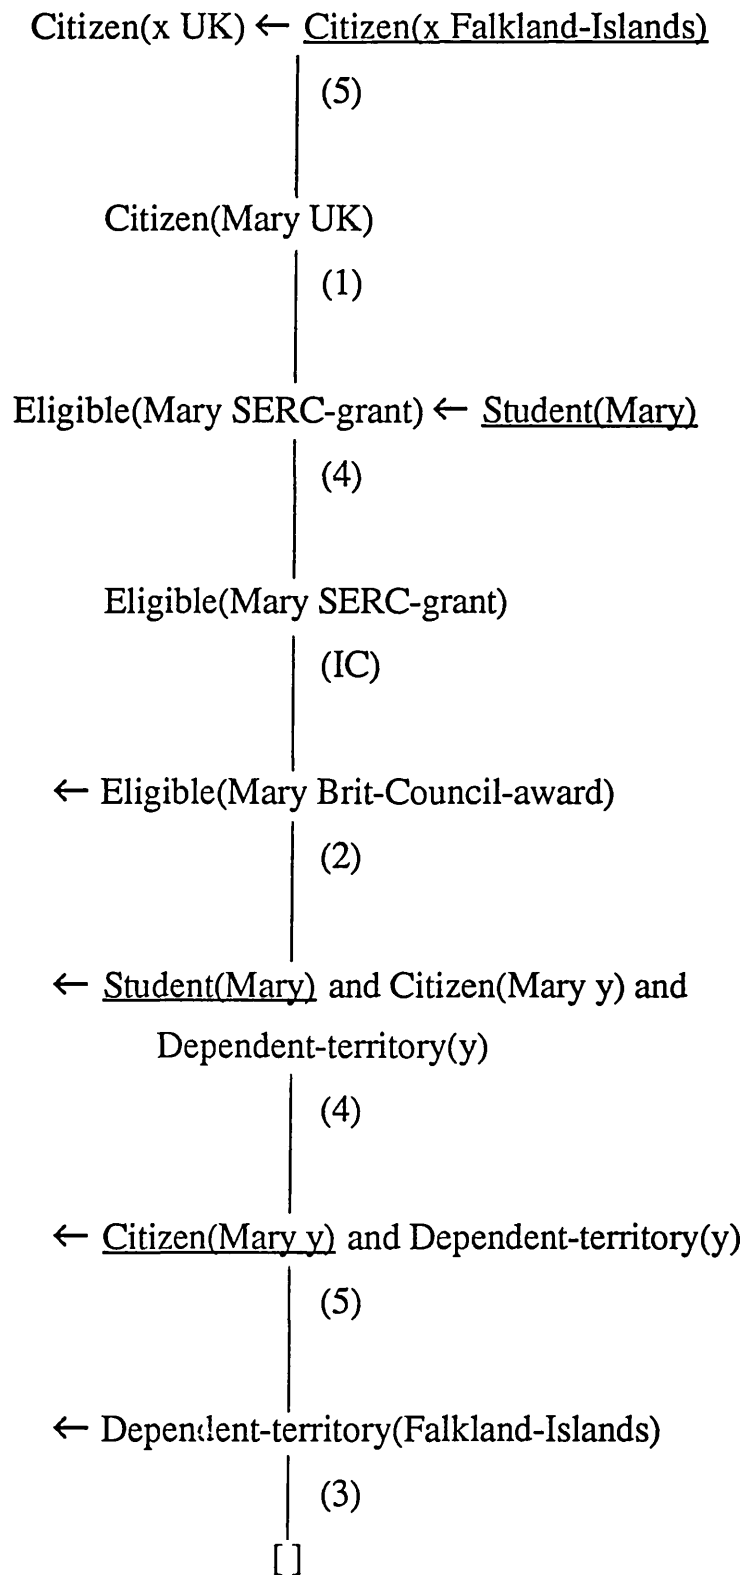 Citizen(x UK) ← Citizen(x Falkland-Islands)
(5)
Citizen(Mary UK)
(1)
Eligible(Mary SERC-grant) ← Student(Mary)
(4)
Eligible(Mary SERC-grant)
(IC)
← Eligible(Mary Brit-Council-award)
(2)
← Student(Mary) and Citizen(Mary y) and
Dependent-territory(y)
(4)
← Citizen(Mary y) and Dependent-territory(y)
(5)
← Dependent-territory(Falkland-Islands)
(3)
[]